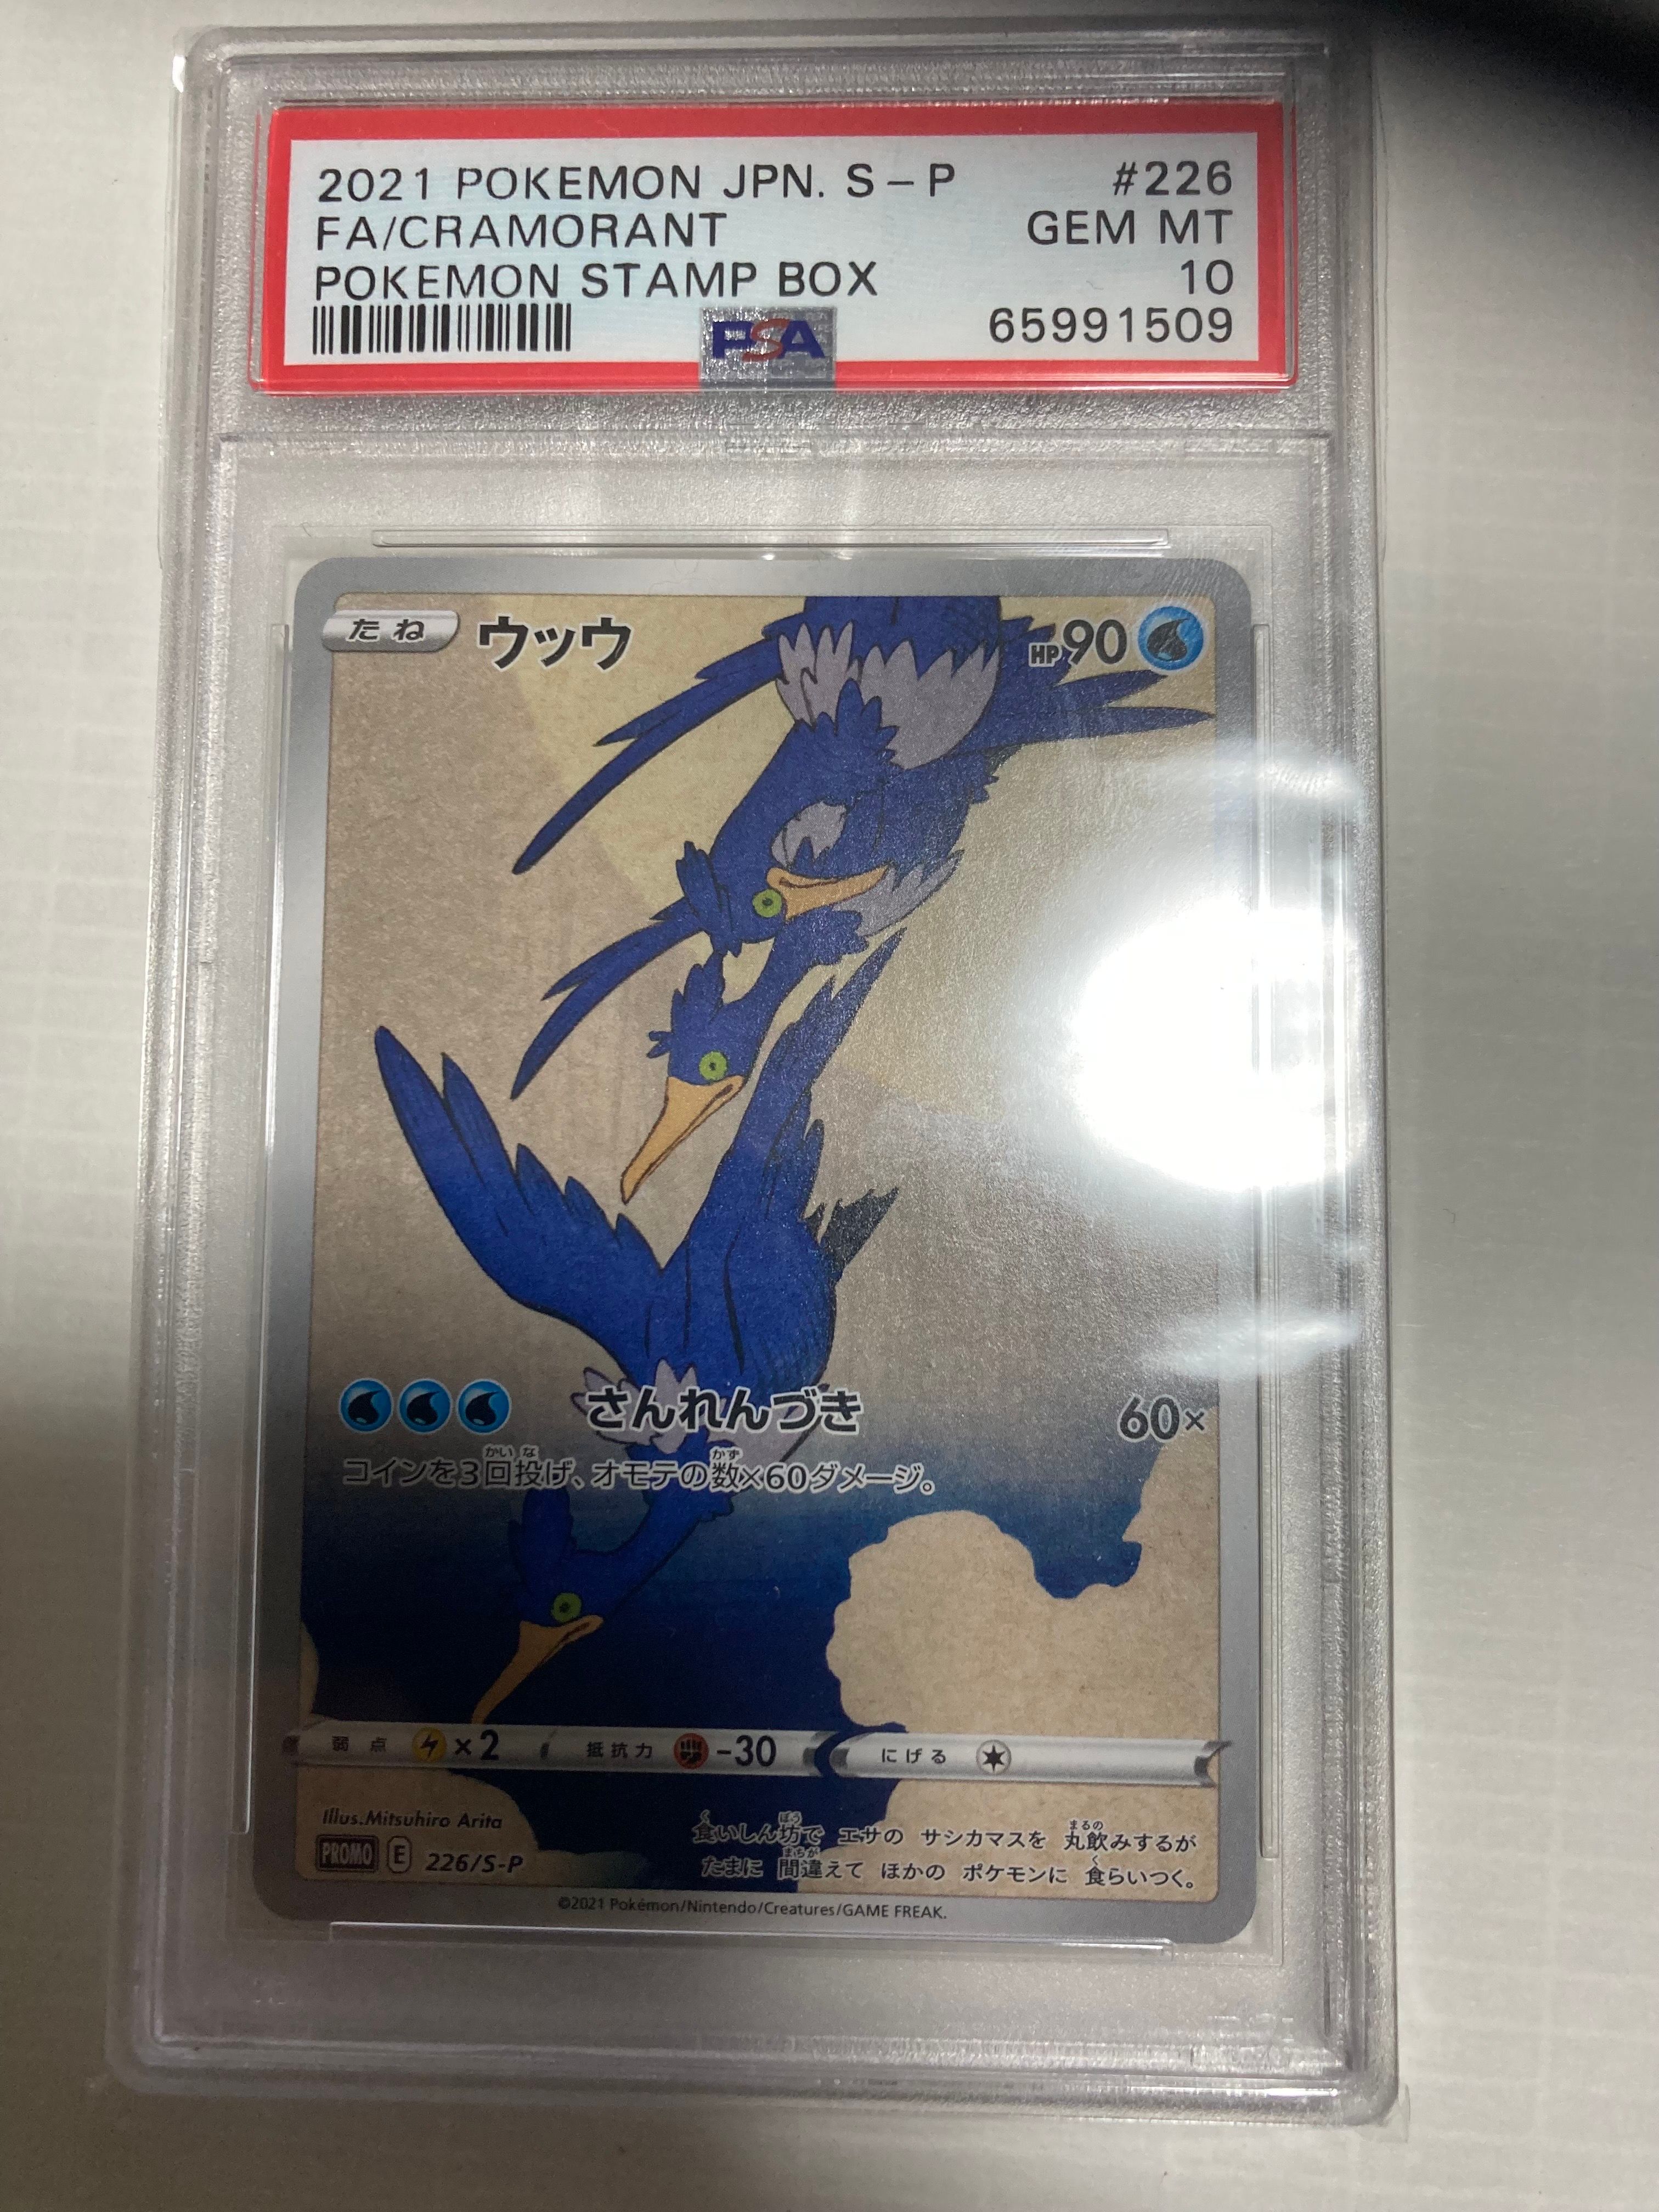 2021 POKEMON JPN. S-P #226
FA/CRAMORANT GEM MT
POKEMON STAMP BOX 10
65991509
PSA
たね ウッウ HP90
さんれんづき 60×
コインを3回投げ、オモテの数×60ダメージ。
弱点 ×2 抵抗力 -30 にげる
Illus.Mitsuhiro Arita
PROMO E 226/S-P
食いしん坊で エサの サシカマスを 丸飲みするが
たまに 間違えて ほかの ポケモンに 食らいつく。
©2021 Pokémon/Nintendo/Creatures/GAME FREAK.